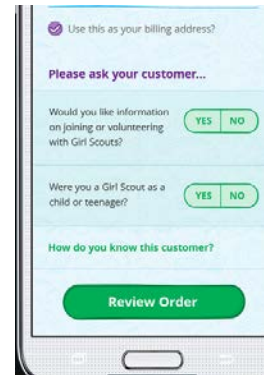 Use this as your billing address?
Please ask your customer...
Would you like information
on joining or volunteering
with Girl Scouts?
YES NO
Were you a Girl Scout as a
child or teenager?
YES NO
How do you know this customer?
Review Order